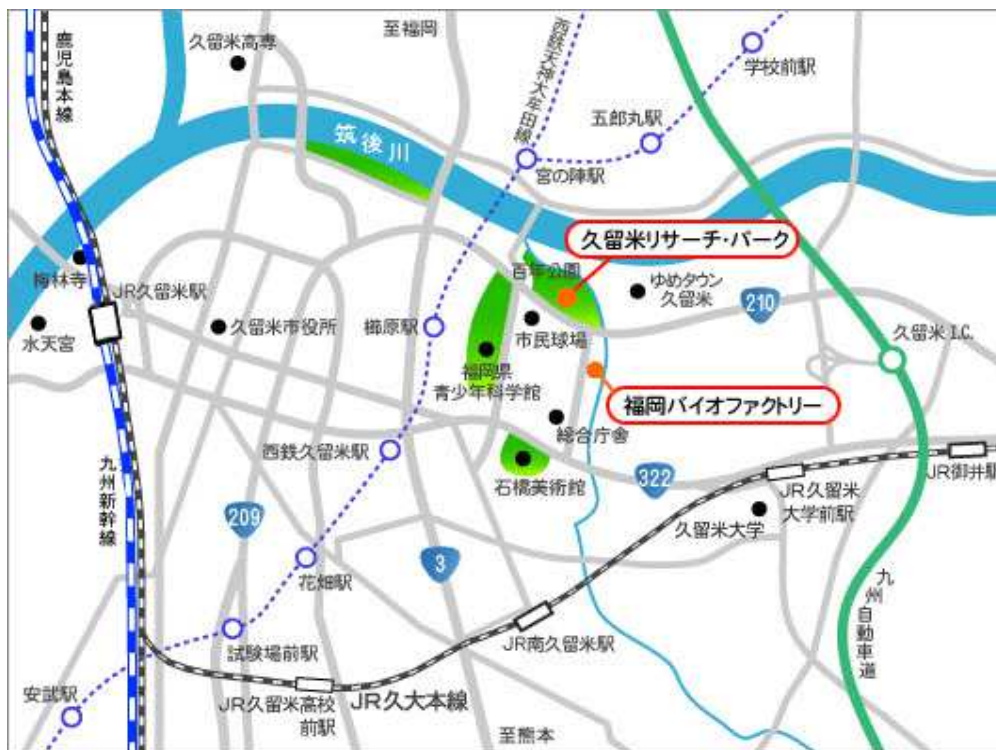 鹿児島本線
久留米高専
至福岡
西鉄天神大牟田線
学校前駅
五郎丸駅
筑後川
宮の陣駅
久留米リサーチ・パーク
百年公園
梅林寺
JR久留米駅
ゆめタウン
久留米
210
水天宮
久留米市役所
櫛原駅
市民球場
久留米 I.C.
福岡県
青少年科学館
福岡バイオファクトリー
総合庁舎
西鉄久留米駅
石橋美術館
322
JR御井駅
JR久留米
大学前駅
久留米大学
九州新幹線
209
3
花畑駅
九州自動車道
試験場前駅
JR南久留米駅
安武駅
JR久留米高校
前駅
JR久大本線
至熊本